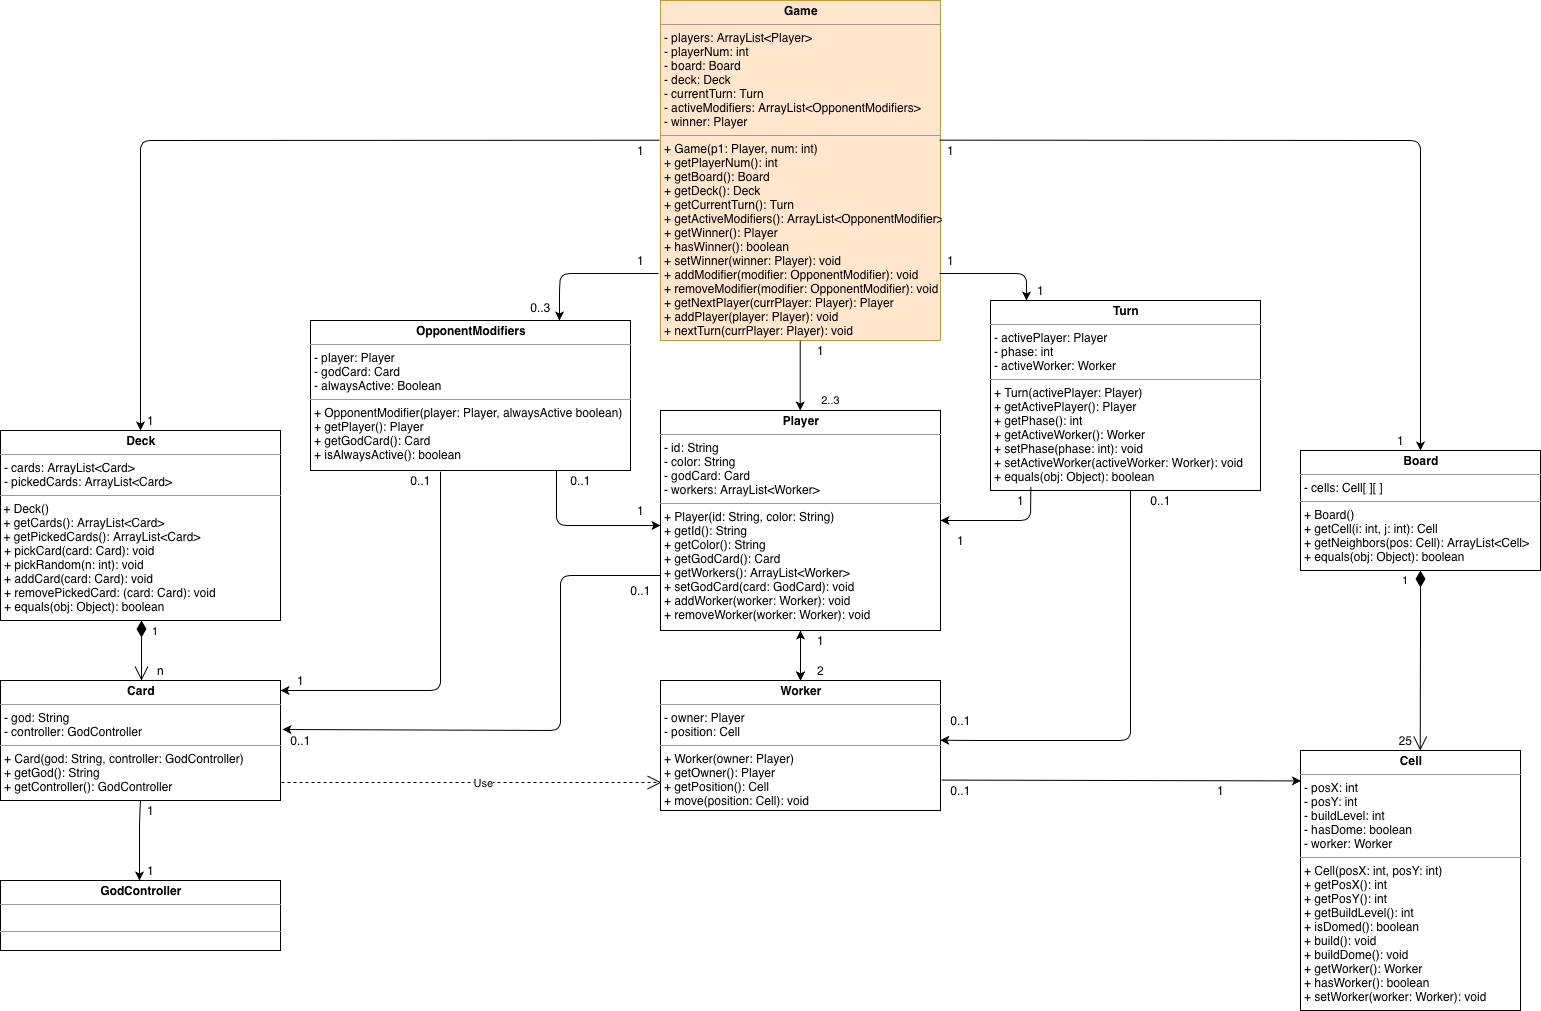 Game
- players: ArrayList<Player>
- playerNum: int
- board: Board
- deck: Deck
- currentTurn: Turn
- activeModifiers: ArrayList<OpponentModifiers>
- winner: Player
+ Game(p1: Player, num: int)
+ getPlayerNum(): int
+ getBoard(): Board
+ getDeck(): Deck
+ getCurrentTurn(): Turn
+ getActiveModifiers(): ArrayList<OpponentModifier>
+ getWinner(): Player
+ hasWinner(): boolean
+ setWinner(winner: Player): void
+ addModifier(modifier: OpponentModifier): void
+ removeModifier(modifier: OpponentModifier): void
+ getNextPlayer(currPlayer: Player): Player
+ addPlayer(player: Player): void
+ nextTurn(currPlayer: Player): void
1
1
1
1
0..3
1
1
2..3
1
1
OpponentModifiers
- player: Player
- godCard: Card
- alwaysActive: Boolean
+ OpponentModifier(player: Player, alwaysActive boolean)
+ getPlayer(): Player
+ getGodCard(): Card
+ isAlwaysActive(): boolean
0..1
0..1
1
1
Turn
- activePlayer: Player
- phase: int
- activeWorker: Worker
+ Turn(activePlayer: Player)
+ getActivePlayer(): Player
+ getPhase(): int
+ getActiveWorker(): Worker
+ setPhase(phase: int): void
+ setActiveWorker(activeWorker: Worker): void
+ equals(obj: Object): boolean
1
0..1
1
0..1
Deck
- cards: ArrayList<Card>
- pickedCards: ArrayList<Card>
+ Deck()
+ getCards(): ArrayList<Card>
+ getPickedCards(): ArrayList<Card>
+ pickCard(card: Card): void
+ pickRandom(n: int): void
+ addCard(card: Card): void
+ removePickedCard: (card: Card): void
+ equals(obj: Object): boolean
1
n
Player
- id: String
- color: String
- godCard: Card
- workers: ArrayList<Worker>
+ Player(id: String, color: String)
+ getId(): String
+ getColor(): String
+ getGodCard(): Card
+ getWorkers(): ArrayList<Worker>
+ setGodCard(card: GodCard): void
+ addWorker(worker: Worker): void
+ removeWorker(worker: Worker): void
0..1
0..1
1
2
Board
- cells: Cell[ ][ ]
+ Board()
+ getCell(i: int, j: int): Cell
+ getNeighbors(pos: Cell): ArrayList<Cell>
+ equals(obj: Object): boolean
1
25
Card
- god: String
- controller: GodController
+ Card(god: String, controller: GodController)
+ getGod(): String
+ getController(): GodController
Use
1
1
Worker
- owner: Player
- position: Cell
+ Worker(owner: Player)
+ getOwner(): Player
+ getPosition(): Cell
+ move(position: Cell): void
0..1
1
Cell
- posX: int
- posY: int
- buildLevel: int
- hasDome: boolean
- worker: Worker
+ Cell(posX: int, posY: int)
+ getPosX(): int
+ getPosY(): int
+ getBuildLevel(): int
+ isDomed(): boolean
+ build(): void
+ buildDome(): void
+ getWorker(): Worker
+ hasWorker(): boolean
+ setWorker(worker: Worker): void
GodController